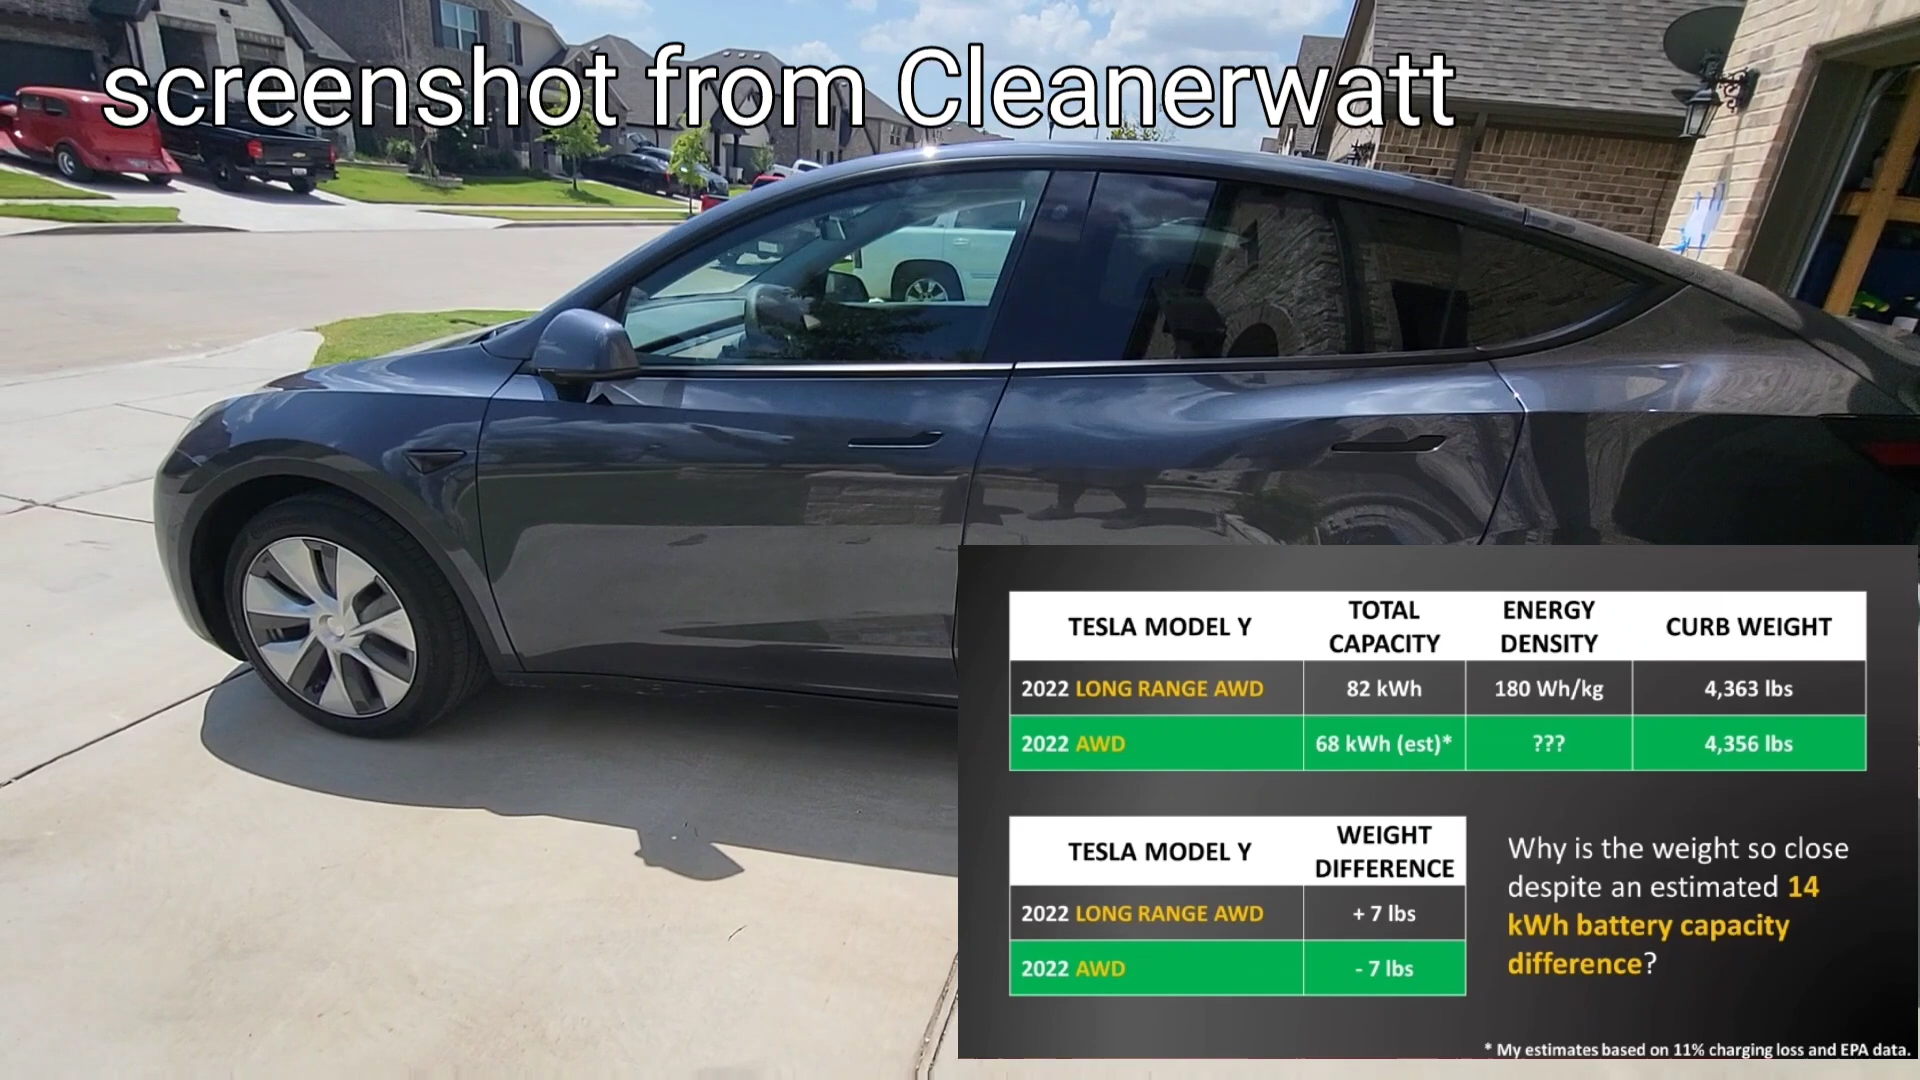 screenshot from Cleanerwatt
TESLA MODEL Y TOTAL CAPACITY ENERGY DENSITY CURB WEIGHT
2022 LONG RANGE AWD 82 kWh 180 Wh/kg 4,363 lbs
2022 AWD 68 kWh (est)* ??? 4,356 lbs
TESLA MODEL Y WEIGHT DIFFERENCE
2022 LONG RANGE AWD + 7 lbs
2022 AWD - 7 lbs
Why is the weight so close
despite an estimated 14
kWh battery capacity
difference?
* My estimates based on 11% charging loss and EPA data.